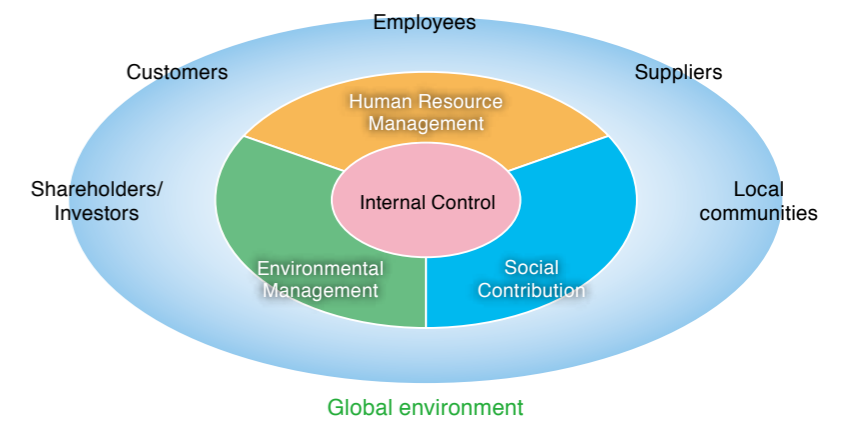 Employees
Customers
Suppliers
Human Resource
Management
Shareholders/
Investors
Internal Control
Local
communities
Environmental
Management
Social
Contribution
Global environment